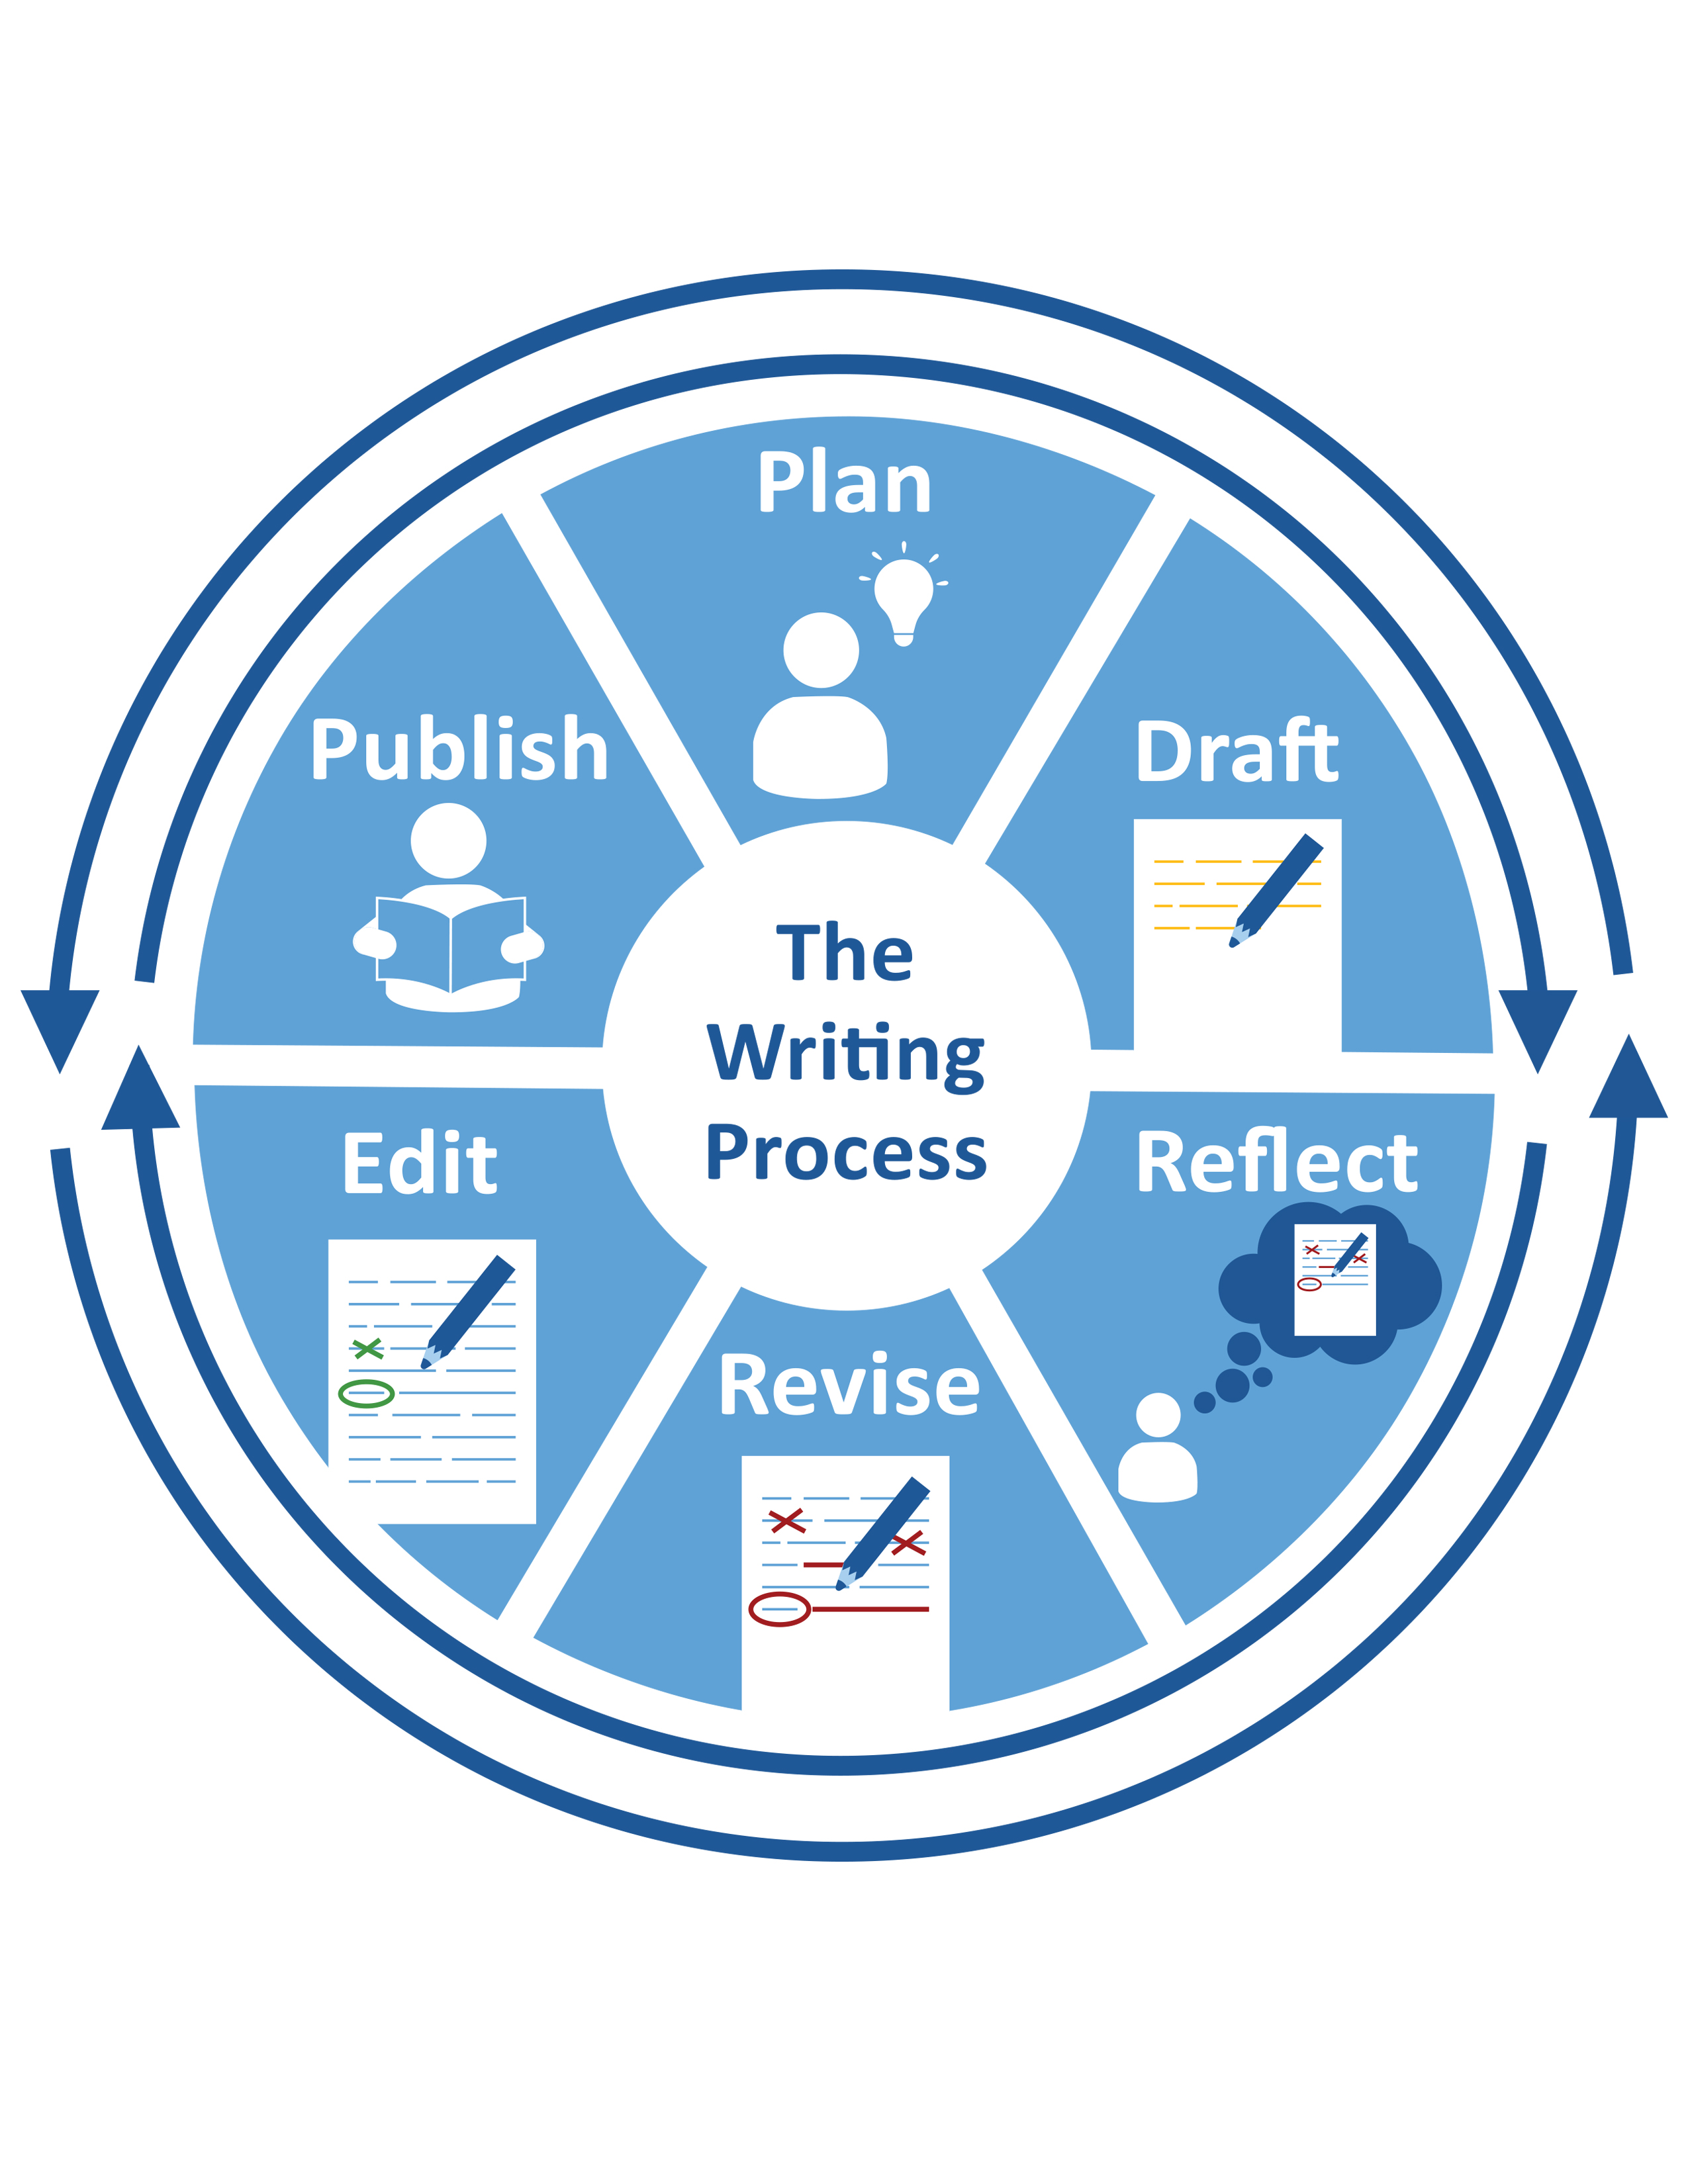 Plan
Publish
Draft
The
Writing
Process
Edit
Reflect
Revise